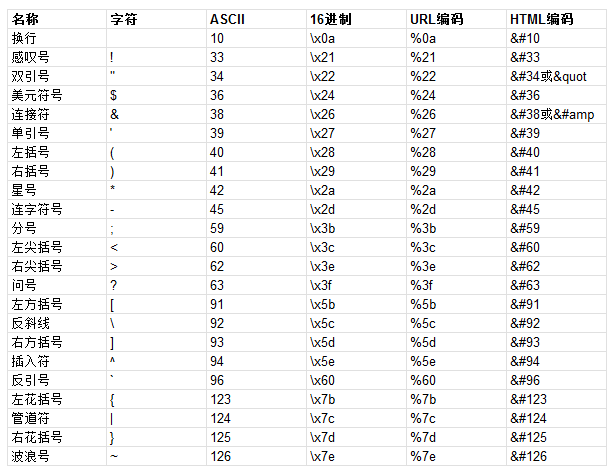 名称 字符 ASCII 16进制 URL编码 HTML编码
换行 10 \x0a %0a &#10
感叹号 ! 33 \x21 %21 &#33
双引号 " 34 \x22 %22 &#34或&quot
美元符号 $ 36 \x24 %24 &#36
连接符 & 38 \x26 %26 &#38或&#amp
单引号 ' 39 \x27 %27 &#39
左括号 ( 40 \x28 %28 &#40
右括号 ) 41 \x29 %29 &#41
星号 * 42 \x2a %2a &#42
连字符号 - 45 \x2d %2d &#45
分号 ; 59 \x3b %3b &#59
左尖括号 < 60 \x3c %3c &#60
右尖括号 > 62 \x3e %3e &#62
问号 ? 63 \x3f %3f &#63
左方括号 [ 91 \x5b %5b &#91
反斜线 \ 92 \x5c %5c &#92
右方括号 ] 93 \x5d %5d &#93
插入符 ^ 94 \x5e %5e &#94
反引号 ` 96 \x60 %60 &#96
左花括号 { 123 \x7b %7b &#123
管道符 | 124 \x7c %7c &#124
右花括号 } 125 \x7d %7d &#125
波浪号 ~ 126 \x7e %7e &#126